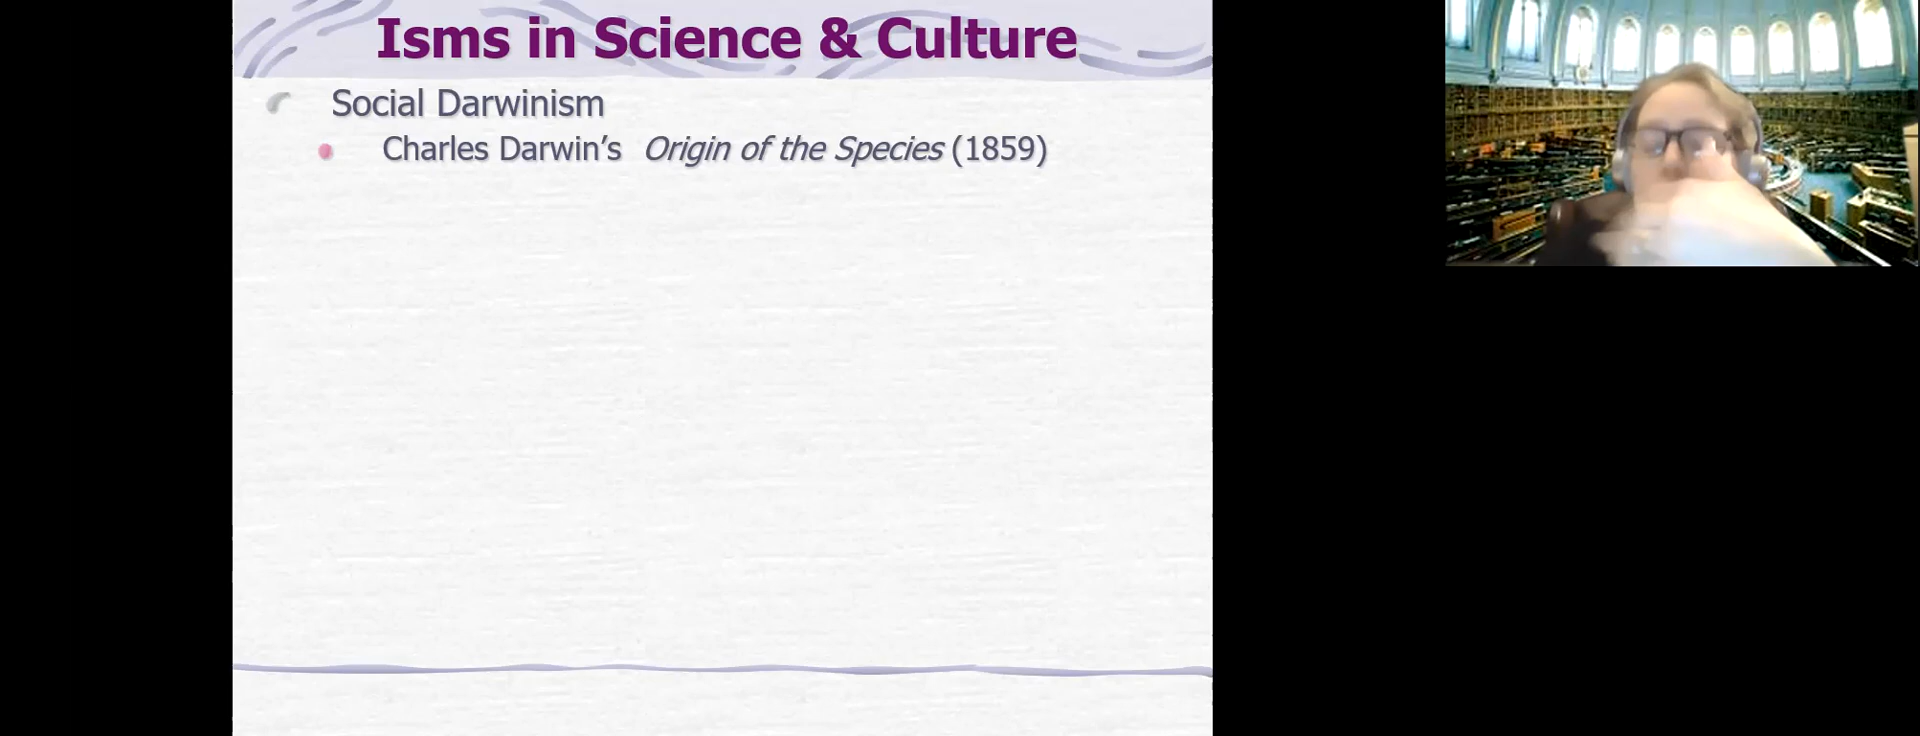 Isms in Science & Culture
Social Darwinism
Charles Darwin’s Origin of the Species (1859)